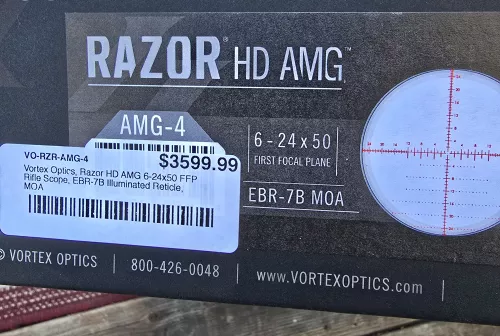 RAZOR® HD AMG™
AMG-4
6-24x50
FIRST FOCAL PLANE
EBR-7B MOA
VO-RZR-AMG-4
$3599.99
Vortex Optics, Razor HD AMG 6-24x50 FFP
Rifle Scope, EBR-7B Illuminated Reticle,
MOA
© VORTEX OPTICS | 800-426-0048 | www.VORTEXOPTICS.com |